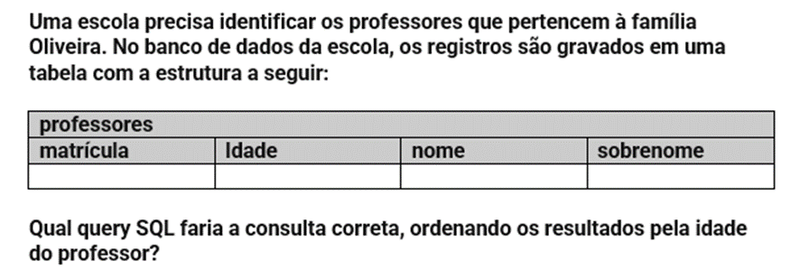 Uma escola precisa identificar os professores que pertencem à família
Oliveira. No banco de dados da escola, os registros são gravados em uma
tabela com a estrutura a seguir:
professores
matrícula Idade nome sobrenome
Qual query SQL faria a consulta correta, ordenando os resultados pela idade
do professor?